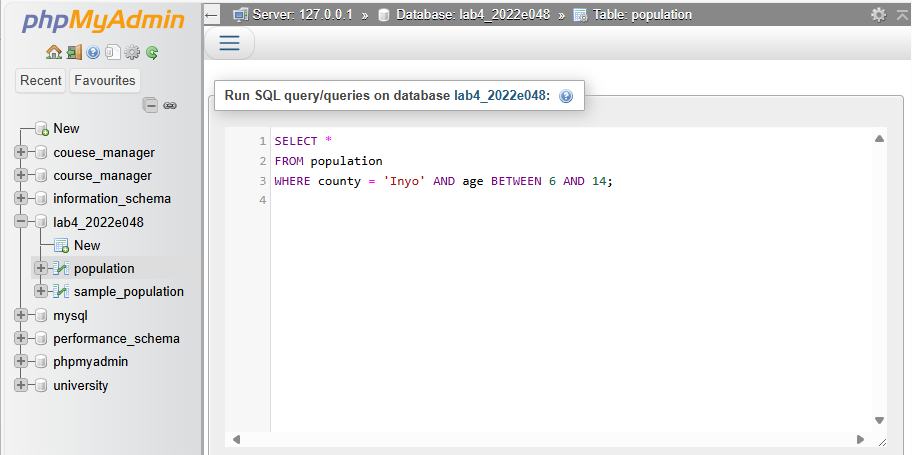 phpMyAdmin
Recent Favourites
New
couese_manager
course_manager
information_schema
lab4_2022e048
New
population
sample_population
mysql
performance_schema
phpmyadmin
university
Server: 127.0.0.1 » Database: lab4_2022e048 » Table: population
Run SQL query/queries on database lab4_2022e048:
1 SELECT *
2 FROM population
3 WHERE county = 'Inyo' AND age BETWEEN 6 AND 14;
4